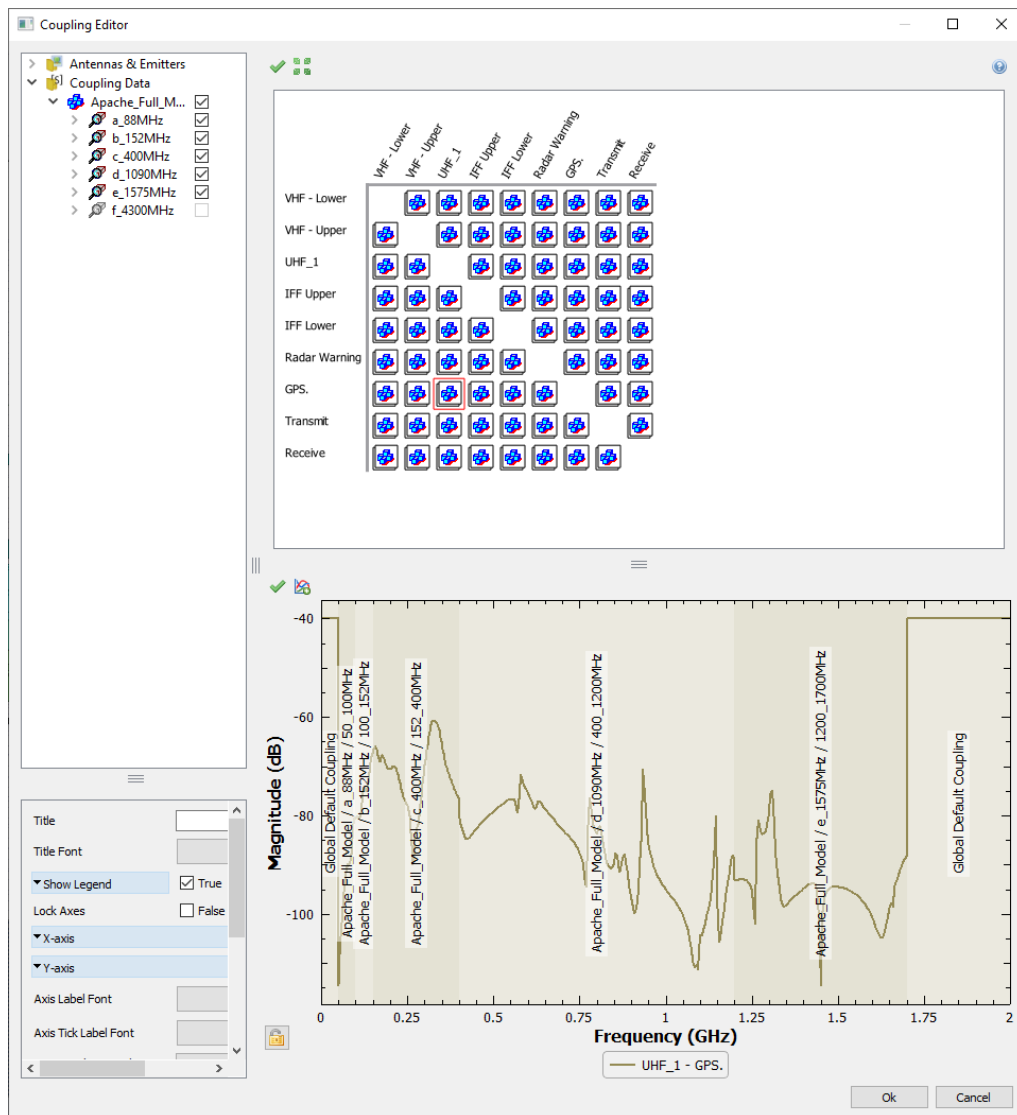 Coupling Editor
Antennas & Emitters
Coupling Data
Apache_Full_M...
a_88MHz
b_152MHz
c_400MHz
d_1090MHz
e_1575MHz
f_4300MHz
VHF - Lower
VHF - Upper
UHF_1
IFF Upper
IFF Lower
Radar Warning
GPS.
Transmit
Receive
VHF - Lower
VHF - Upper
UHF_1
IFF Upper
IFF Lower
Radar Warning
GPS.
Transmit
Receive
Title
Title Font
Show Legend
True
Lock Axes
False
X-axis
Y-axis
Axis Label Font
Axis Tick Label Font
Magnitude (dB)
-40
-60
-80
-100
Global Default Coupling
Apache_Full_Model / a_88MHz / 50_100MHz
Apache_Full_Model / b_152MHz / 100_152MHz
Apache_Full_Model / c_400MHz / 152_400MHz
Apache_Full_Model / d_1090MHz / 400_1200MHz
Apache_Full_Model / e_1575MHz / 1200_1700MHz
Global Default Coupling
0 0.25 0.5 0.75 1 1.25 1.5 1.75 2
Frequency (GHz)
UHF_1 - GPS.
Ok Cancel